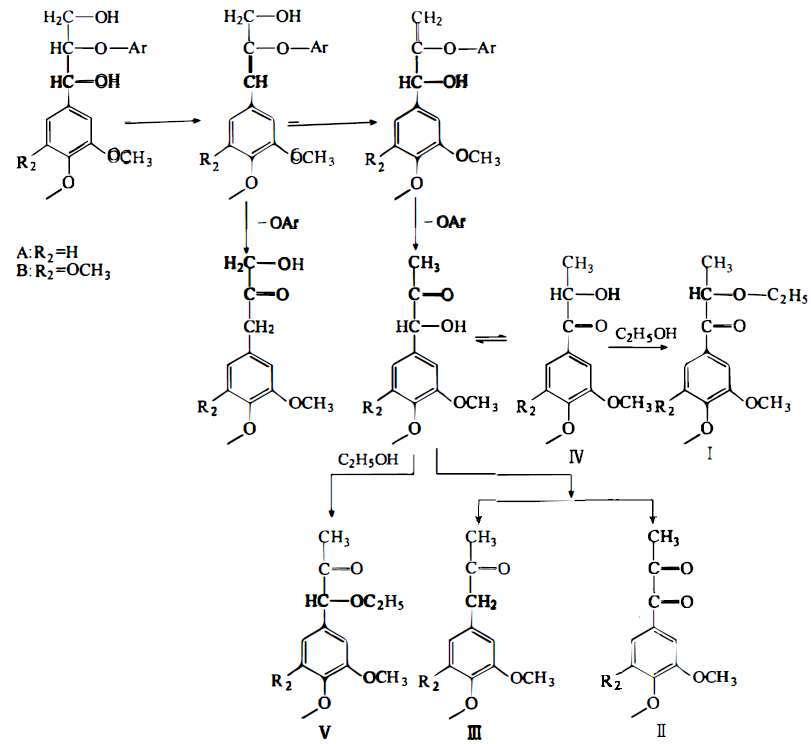 H₂C—OH
HC—O—Ar
HC—OH
R₂
OCH₃
O
H₂C—OH
C—O—Ar
CH
R₂
OCH₃
O
CH₂
C—O—Ar
HC—OH
R₂
OCH₃
O
A:R₂=H
B:R₂=OCH₃
−OAr
−OAr
H₂C—OH
C=O
CH₂
R₂
OCH₃
O
CH₃
C=O
HC—OH
R₂
OCH₃
O
CH₃
HC—OH
C=O
R₂
OCH₃
O
IV
C₂H₅OH
CH₃
HC—O—C₂H₅
C=O
R₂
OCH₃
O
I
C₂H₅OH
CH₃
C=O
HC—OC₂H₅
R₂
OCH₃
O
V
CH₃
C=O
CH₂
R₂
OCH₃
O
III
CH₃
C=O
C=O
R₂
OCH₃
O
II